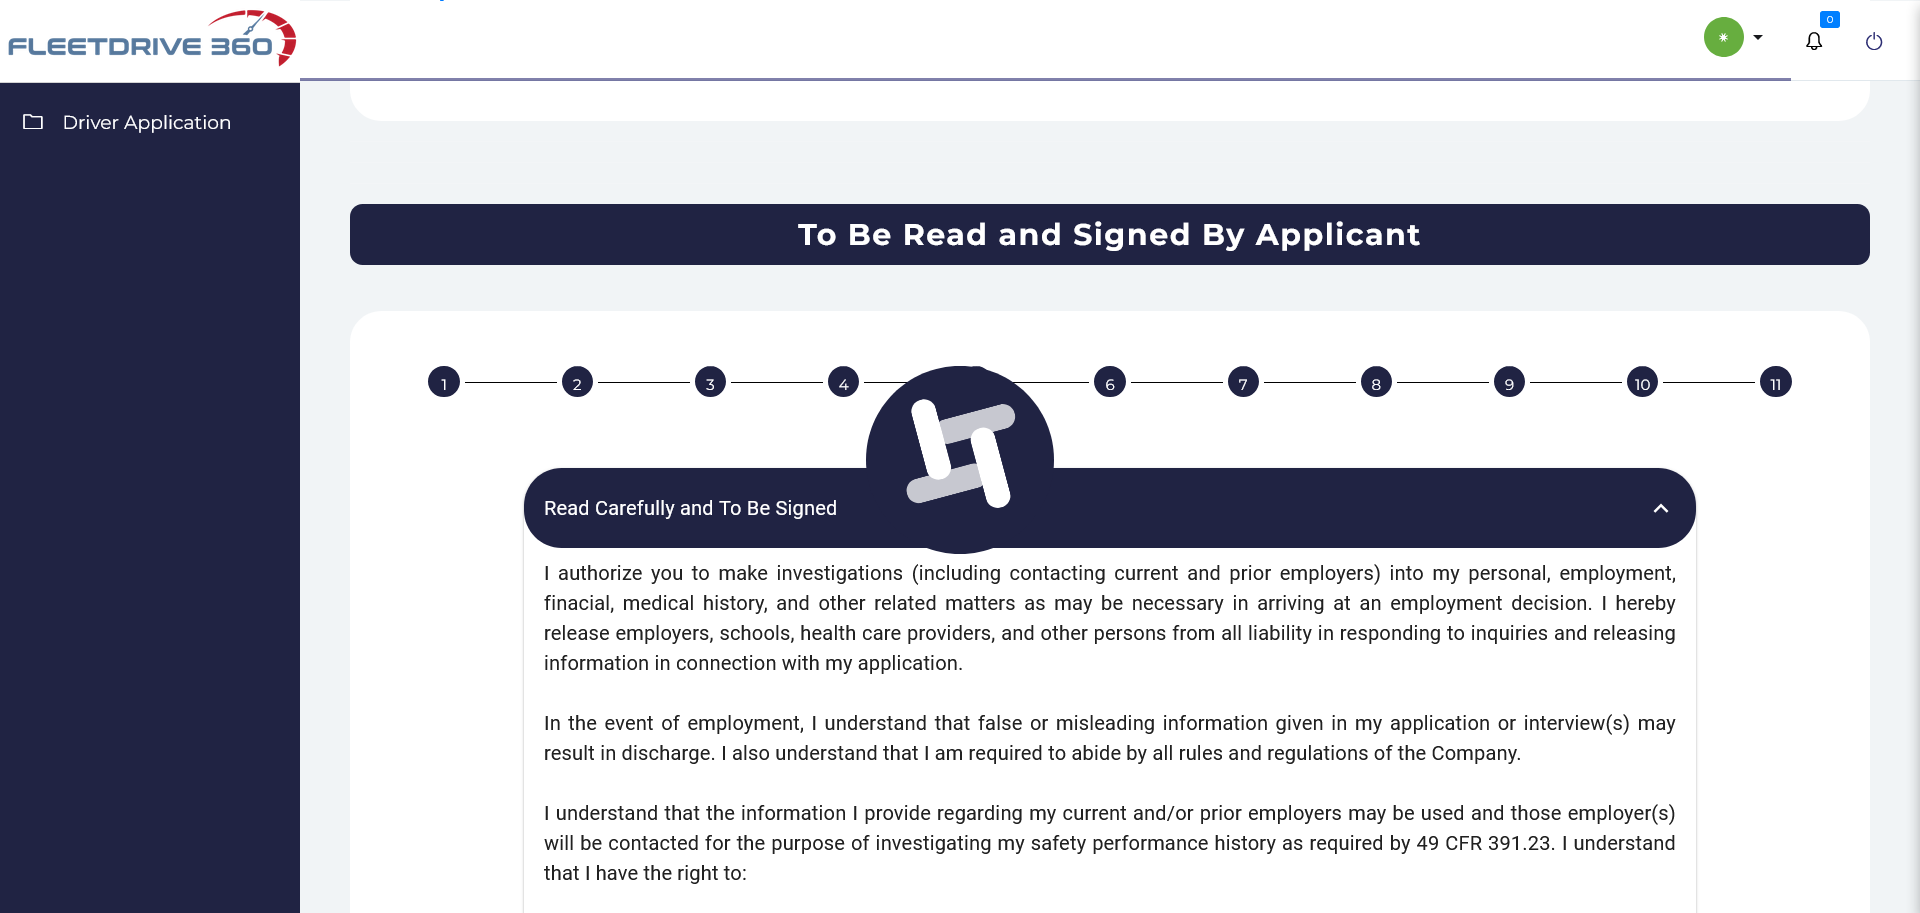 FLEETDRIVE 360
0
Driver Application
To Be Read and Signed By Applicant
1 2 3 4 6 7 8 9 10 11
Read Carefully and To Be Signed
I authorize you to make investigations (including contacting current and prior employers) into my personal, employment,
finacial, medical history, and other related matters as may be necessary in arriving at an employment decision. I hereby
release employers, schools, health care providers, and other persons from all liability in responding to inquiries and releasing
information in connection with my application.
In the event of employment, I understand that false or misleading information given in my application or interview(s) may
result in discharge. I also understand that I am required to abide by all rules and regulations of the Company.
I understand that the information I provide regarding my current and/or prior employers may be used and those employer(s)
will be contacted for the purpose of investigating my safety performance history as required by 49 CFR 391.23. I understand
that I have the right to: